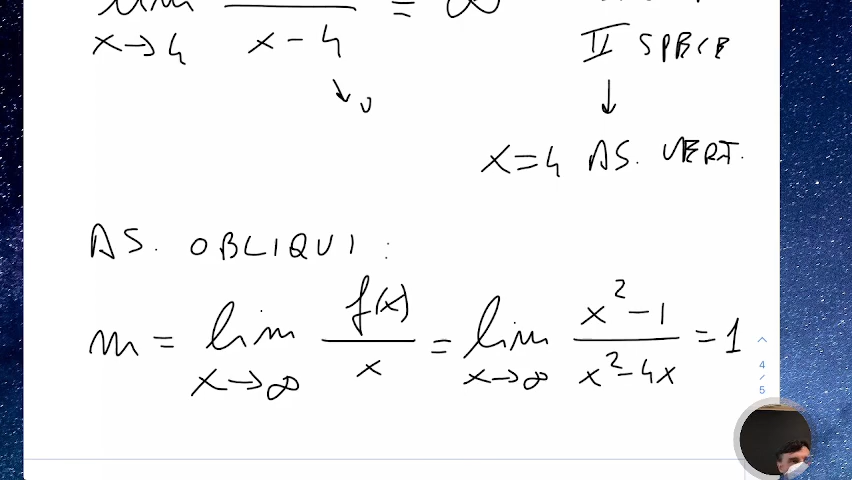 lim = ∞
x→4 x-4
II SPECIE
↘0 ↓
x=4 AS. VERT.
AS. OBLIQUI:
m = lim f(x)/x = lim (x²-1)/(x²-4x) = 1
x→∞ x→∞
4
/
5